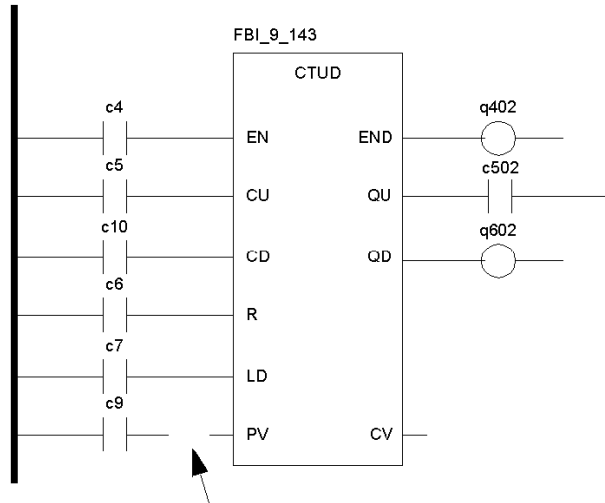 FBI_9_143
CTUD
c4
q402
EN
END
c5
c502
CU
QU
c10
q602
CD
QD
c6
R
c7
LD
c9
PV
CV